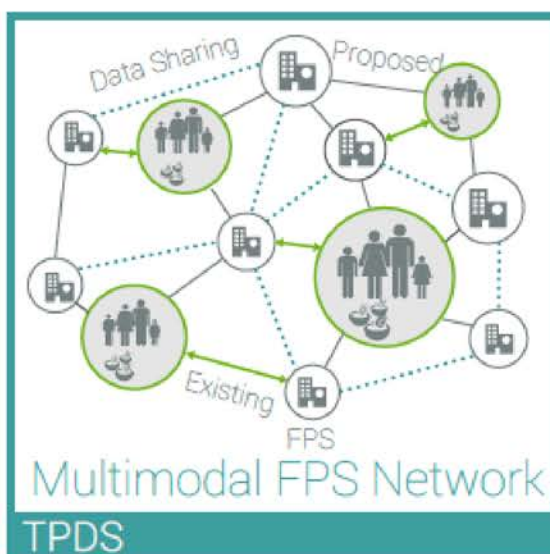 Data Sharing
Proposed
Existing
FPS
Multimodal FPS Network
TPDS